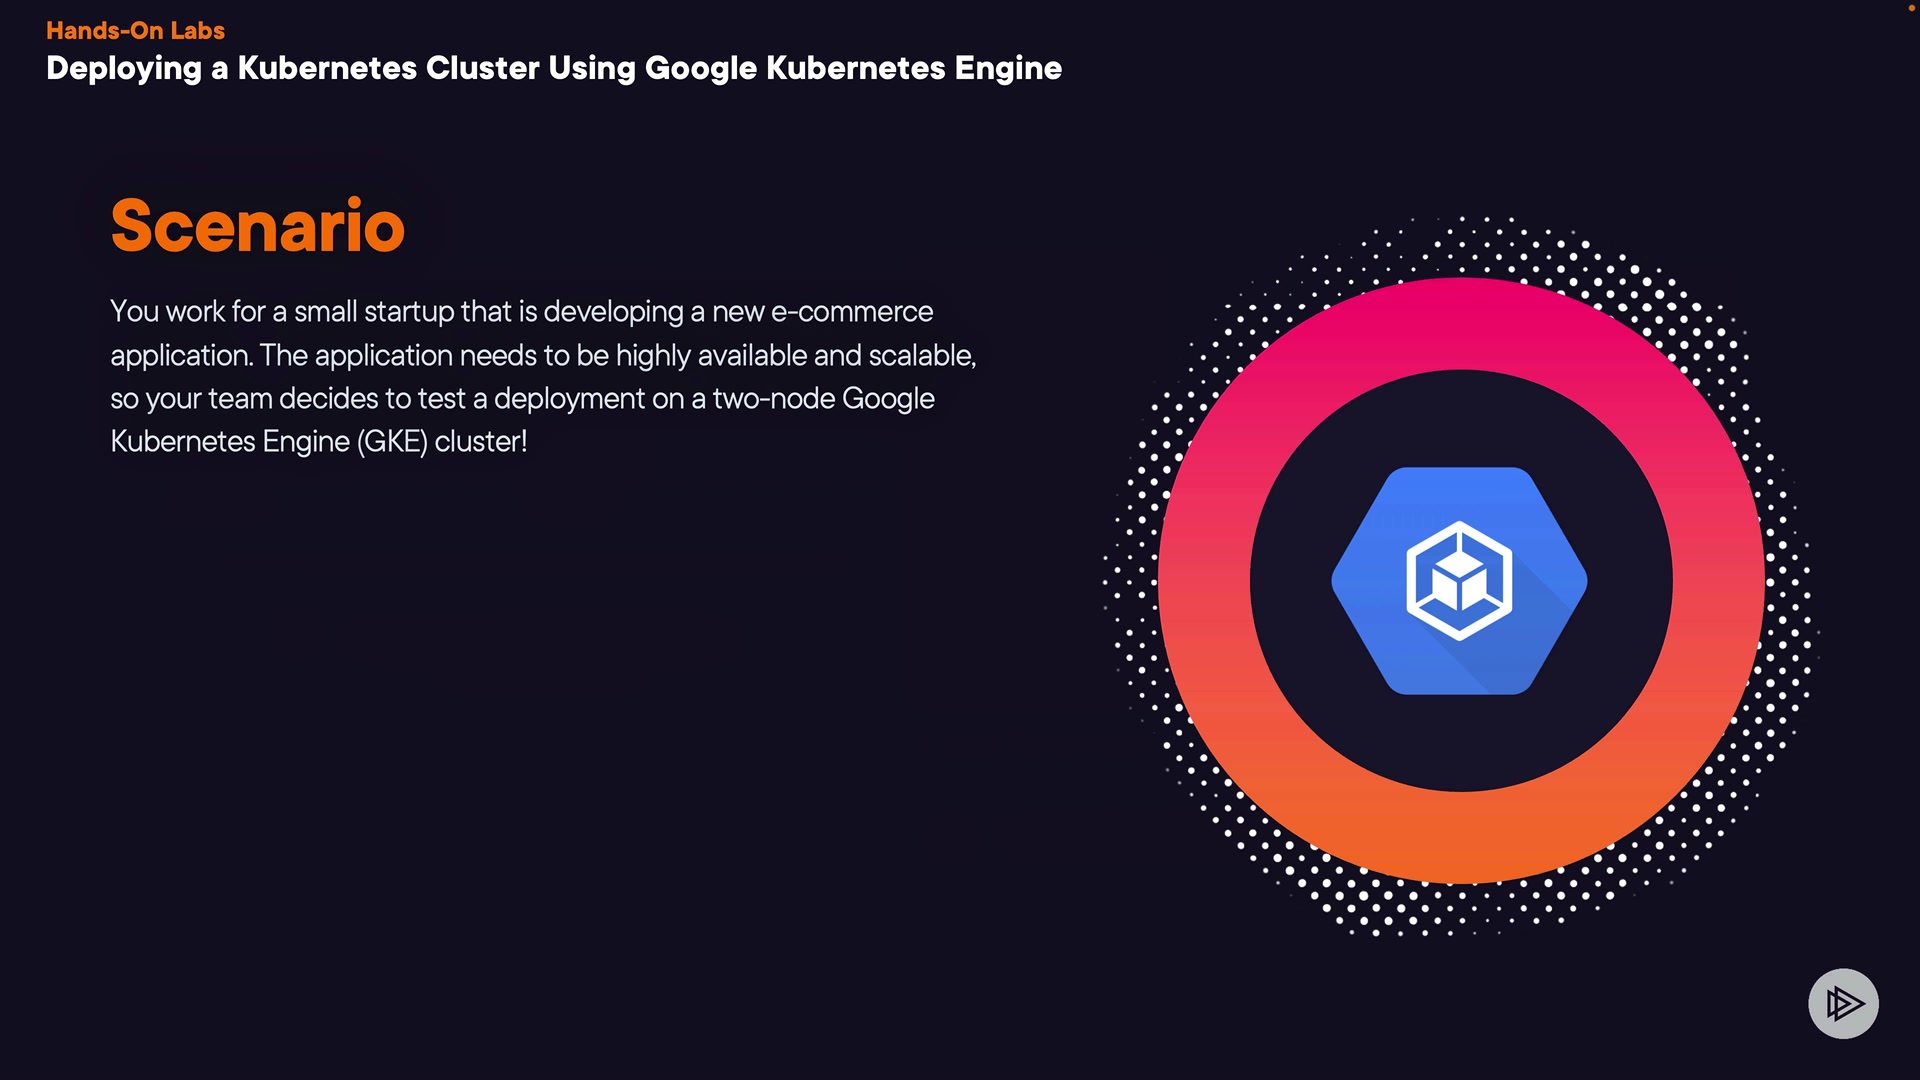 Hands-On Labs
Deploying a Kubernetes Cluster Using Google Kubernetes Engine
Scenario
You work for a small startup that is developing a new e-commerce
application. The application needs to be highly available and scalable,
so your team decides to test a deployment on a two-node Google
Kubernetes Engine (GKE) cluster!